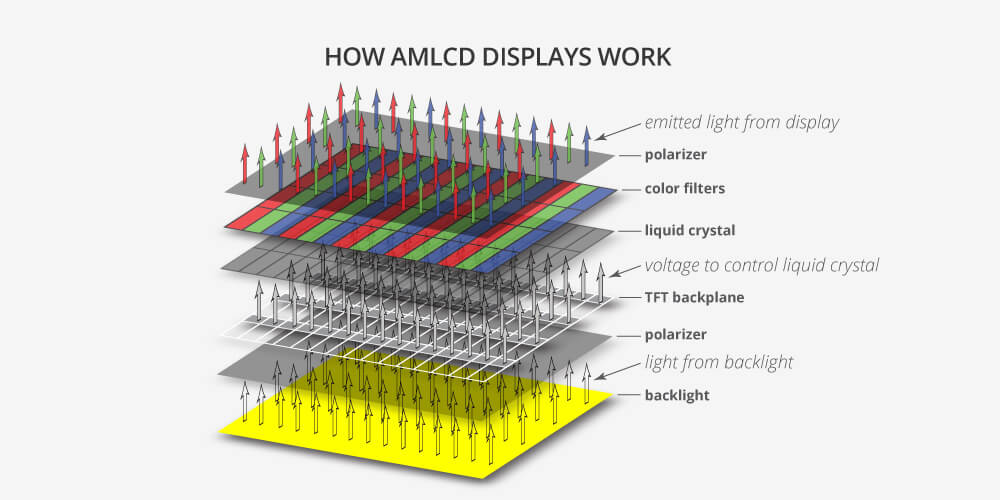 HOW AMLCD DISPLAYS WORK
emitted light from display
polarizer
color filters
liquid crystal
voltage to control liquid crystal
TFT backplane
polarizer
light from backlight
backlight